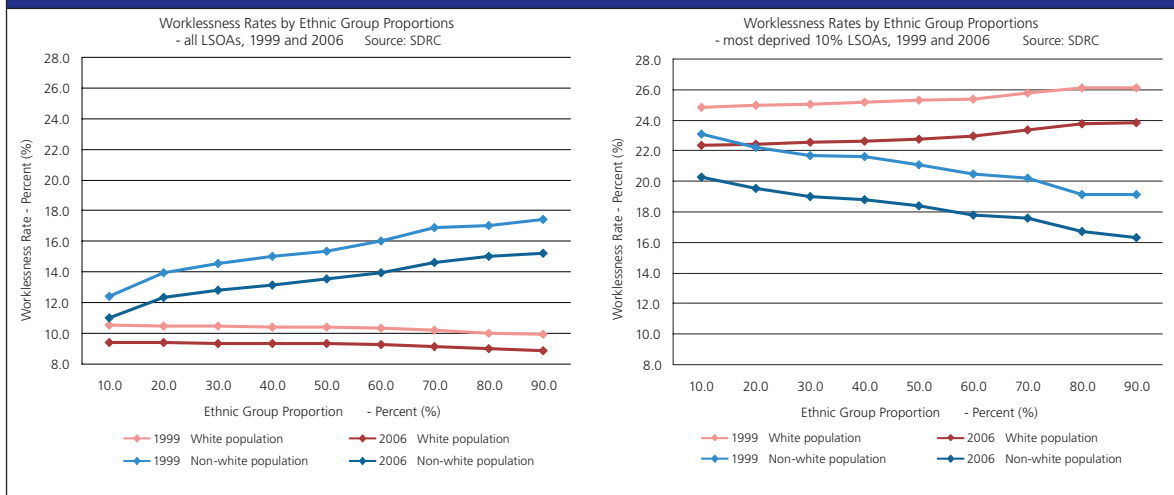 Worklessness Rates by Ethnic Group Proportions
- all LSOAs, 1999 and 2006 Source: SDRC
Worklessness Rate - Percent (%)
28.0
26.0
24.0
22.0
20.0
18.0
16.0
14.0
12.0
10.0
8.0
10.0 20.0 30.0 40.0 50.0 60.0 70.0 80.0 90.0
Ethnic Group Proportion - Percent (%)
1999 White population 2006 White population
1999 Non-white population 2006 Non-white population
Worklessness Rates by Ethnic Group Proportions
- most deprived 10% LSOAs, 1999 and 2006 Source: SDRC
Worklessness Rate - Percent (%)
28.0
26.0
24.0
22.0
20.0
18.0
16.0
14.0
12.0
10.0
8.0
10.0 20.0 30.0 40.0 50.0 60.0 70.0 80.0 90.0
Ethnic Group Proportion - Percent (%)
1999 White population 2006 White population
1999 Non-white population 2006 Non-white population